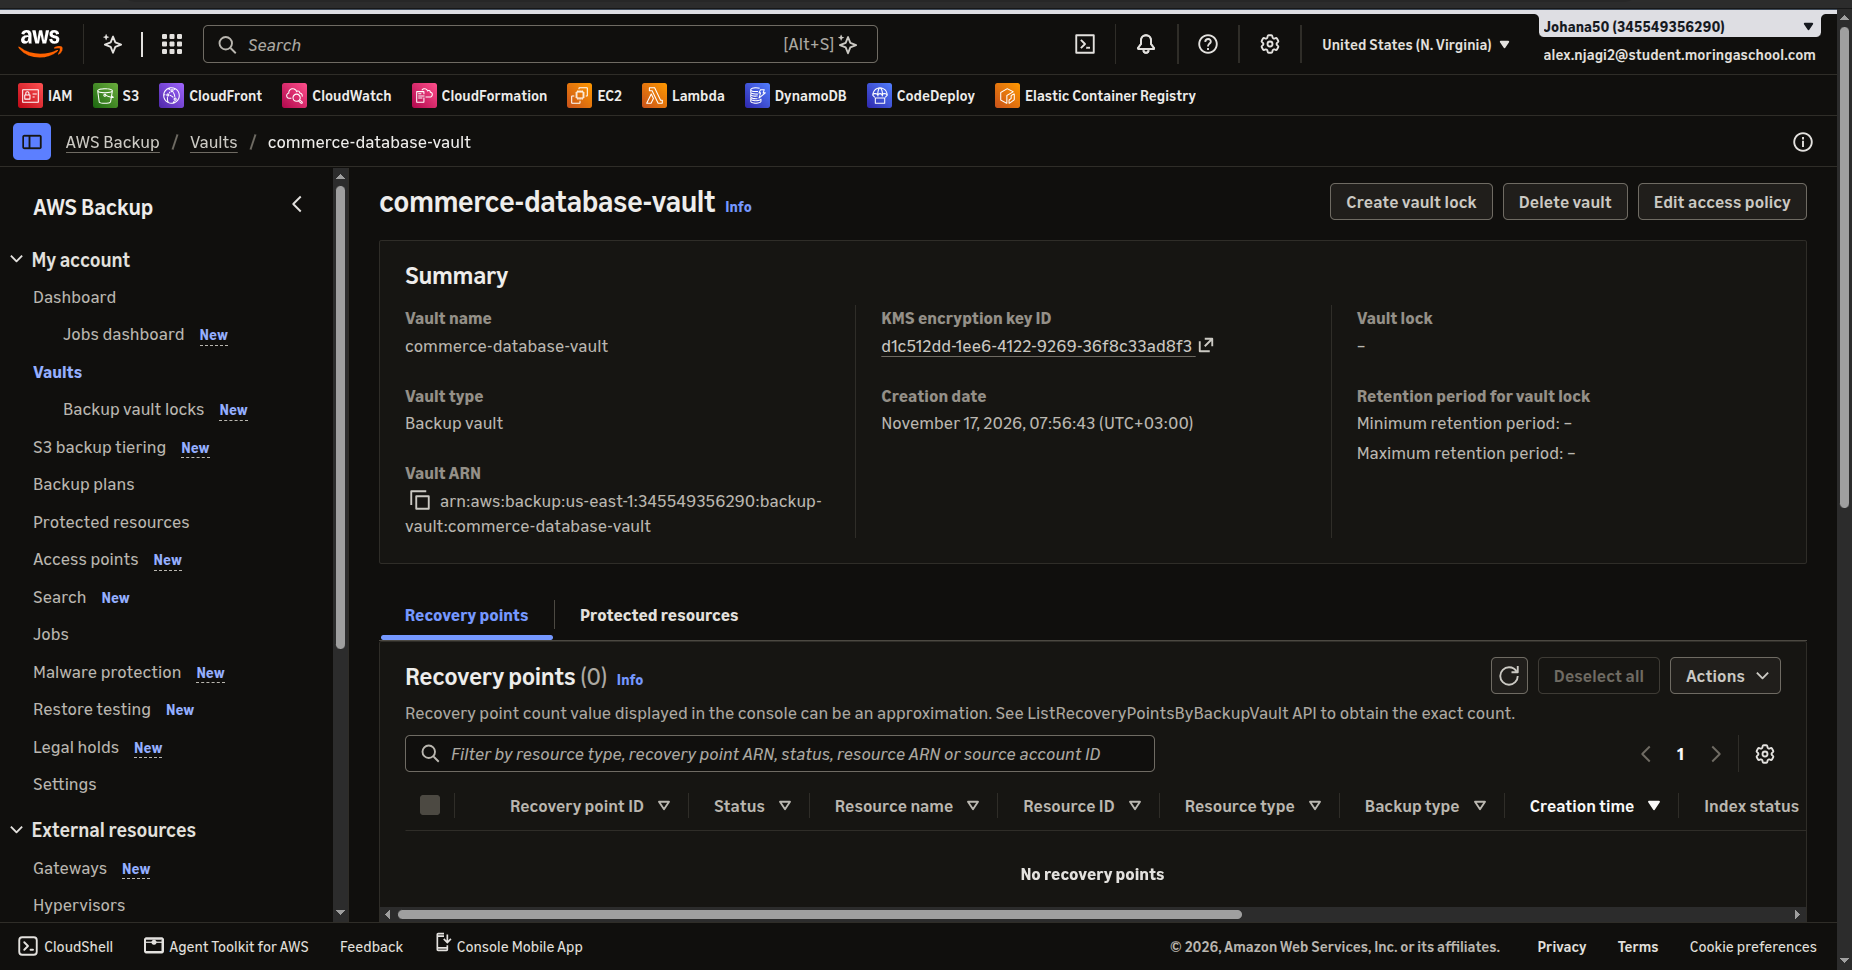 aws
Search
[Alt+S]
United States (N. Virginia)
Johana50 (345549356290)
alex.njagi2@student.moringaschool.com
IAM
S3
CloudFront
CloudWatch
CloudFormation
EC2
Lambda
DynamoDB
CodeDeploy
Elastic Container Registry
AWS Backup / Vaults / commerce-database-vault
AWS Backup
My account
Dashboard
Jobs dashboard New
Vaults
Backup vault locks New
S3 backup tiering New
Backup plans
Protected resources
Access points New
Search New
Jobs
Malware protection New
Restore testing New
Legal holds New
Settings
External resources
Gateways New
Hypervisors
commerce-database-vault Info
Create vault lock
Delete vault
Edit access policy
Summary
Vault name
commerce-database-vault
Vault type
Backup vault
Vault ARN
arn:aws:backup:us-east-1:345549356290:backup-
vault:commerce-database-vault
KMS encryption key ID
d1c512dd-1ee6-4122-9269-36f8c33ad8f3
Creation date
November 17, 2026, 07:56:43 (UTC+03:00)
Vault lock
–
Retention period for vault lock
Minimum retention period: –
Maximum retention period: –
Recovery points
Protected resources
Recovery points (0) Info
Deselect all
Actions
Recovery point count value displayed in the console can be an approximation. See ListRecoveryPointsByBackupVault API to obtain the exact count.
Filter by resource type, recovery point ARN, status, resource ARN or source account ID
1
Recovery point ID
Status
Resource name
Resource ID
Resource type
Backup type
Creation time
Index status
No recovery points
CloudShell
Agent Toolkit for AWS
Feedback
Console Mobile App
© 2026, Amazon Web Services, Inc. or its affiliates.
Privacy
Terms
Cookie preferences